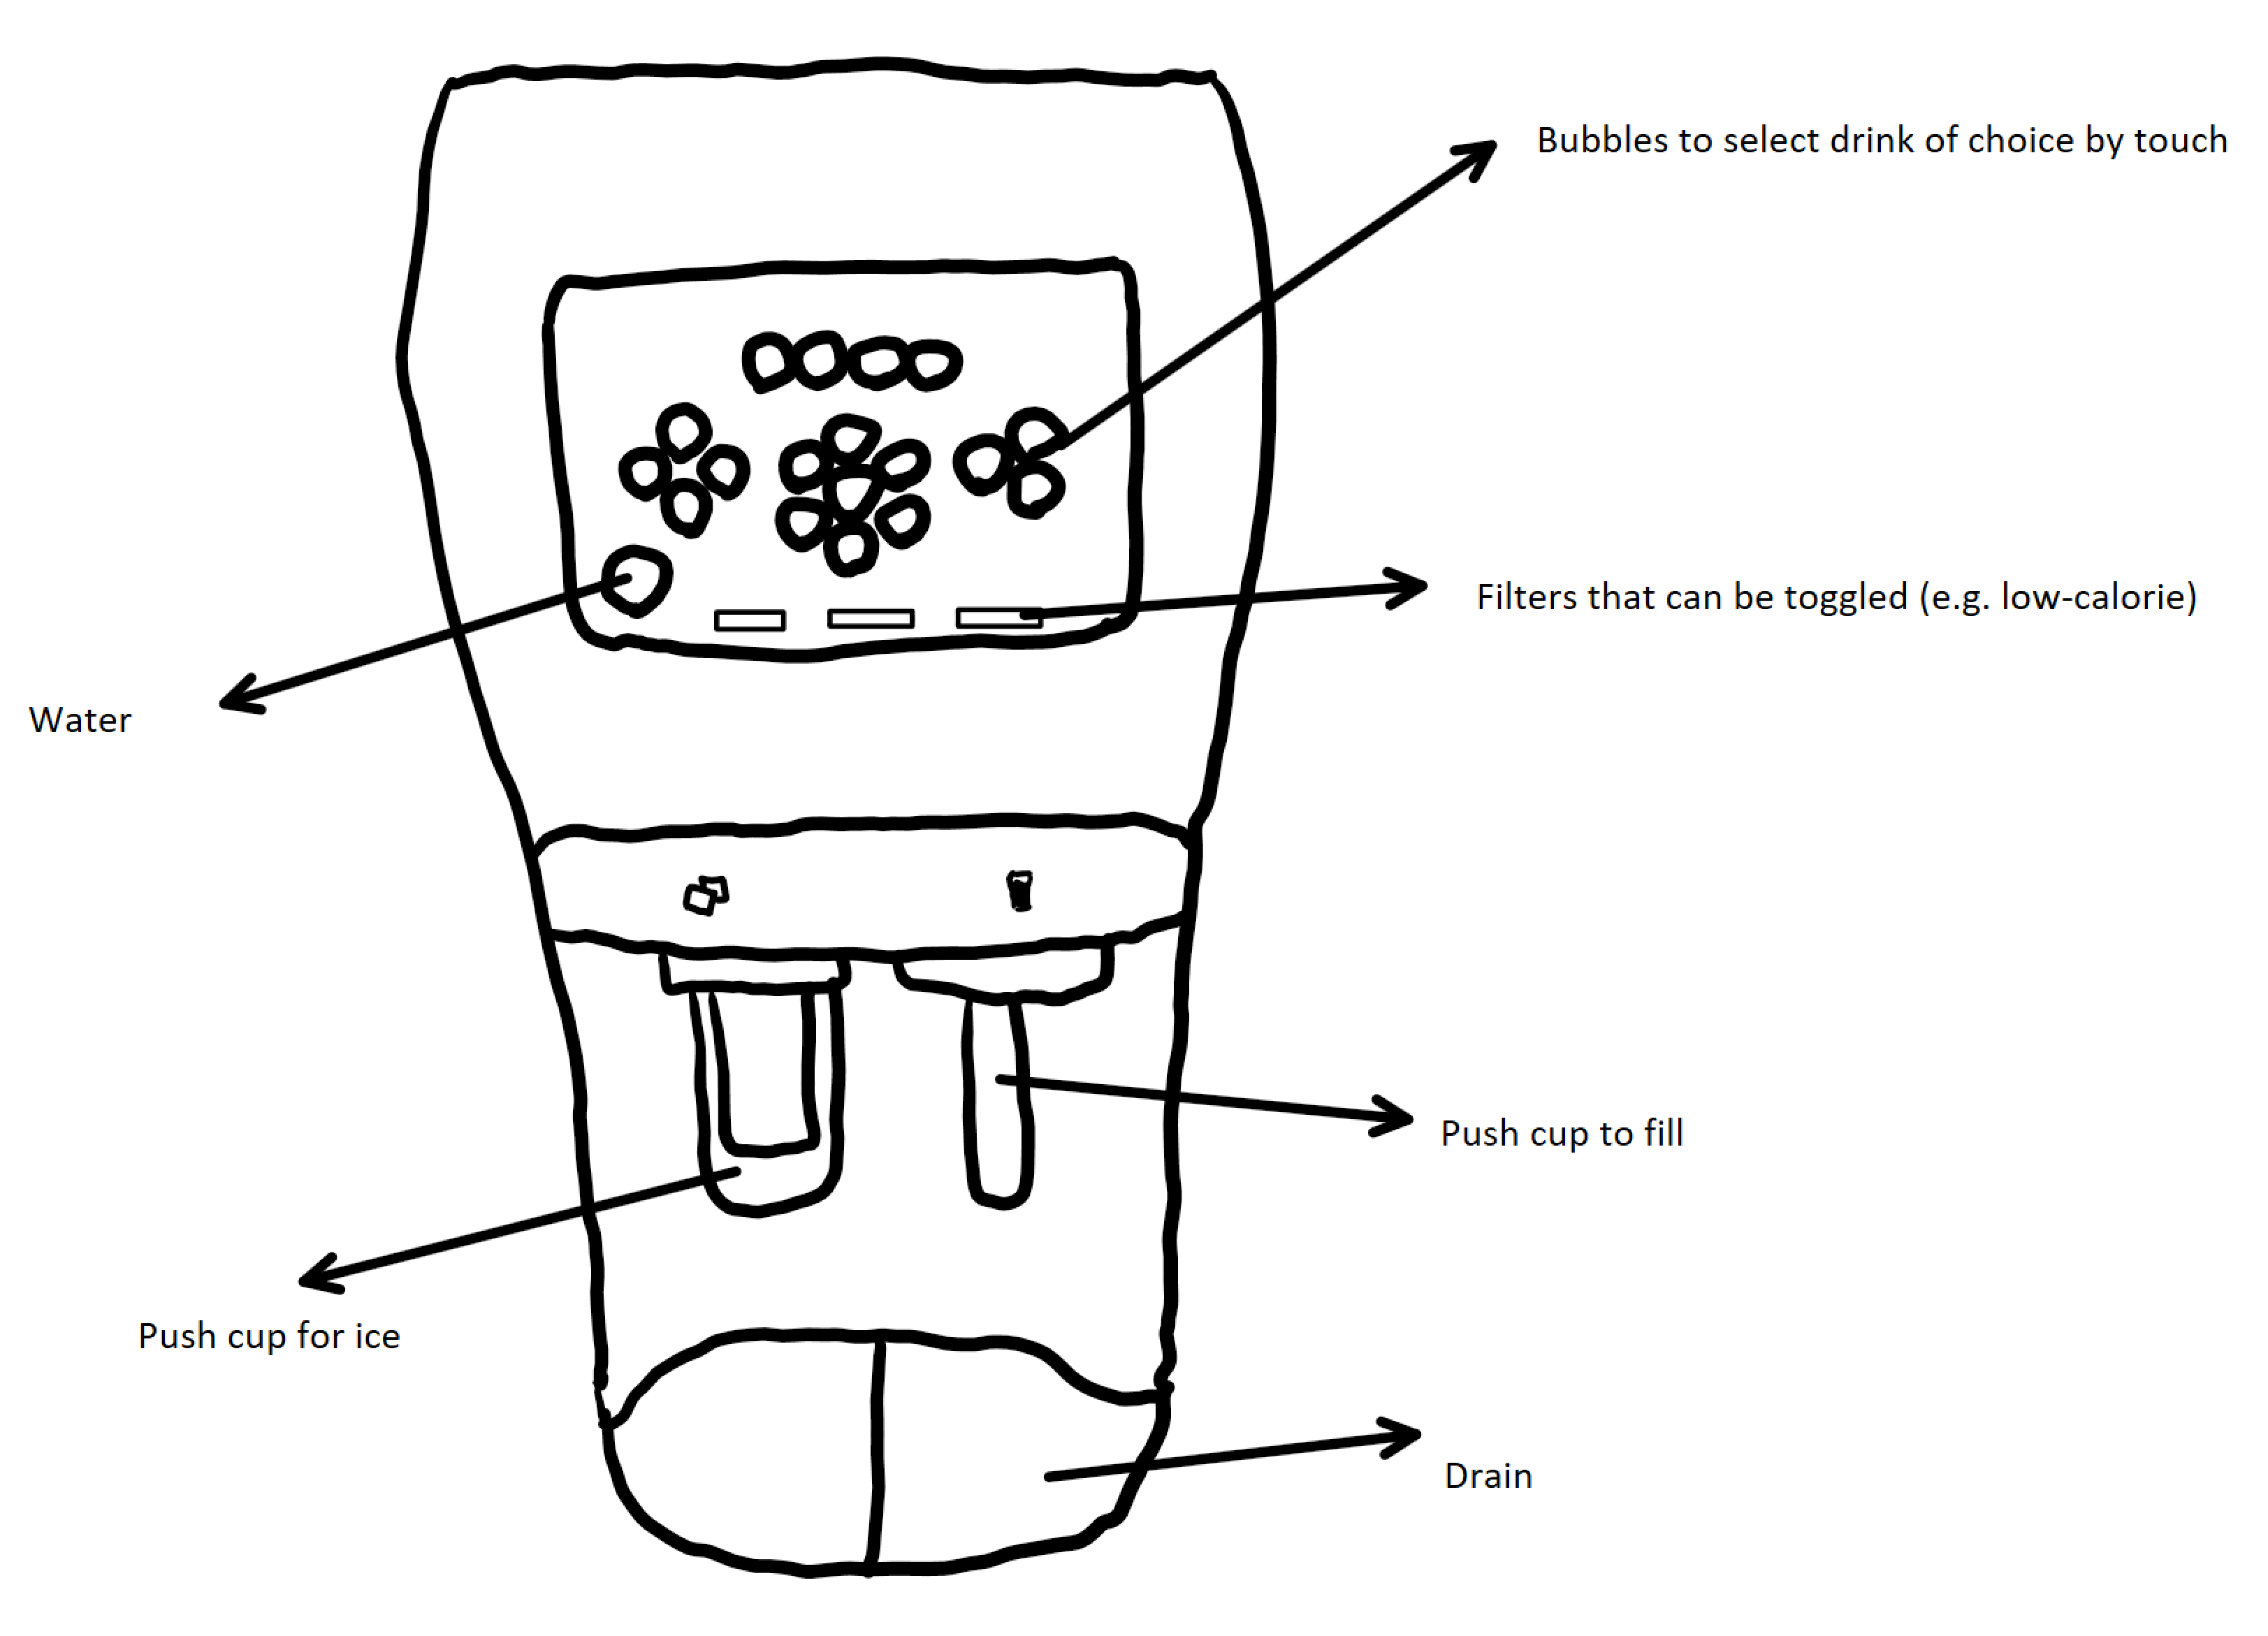 Bubbles to select drink of choice by touch
Filters that can be toggled (e.g. low-calorie)
Water
Push cup to fill
Push cup for ice
Drain